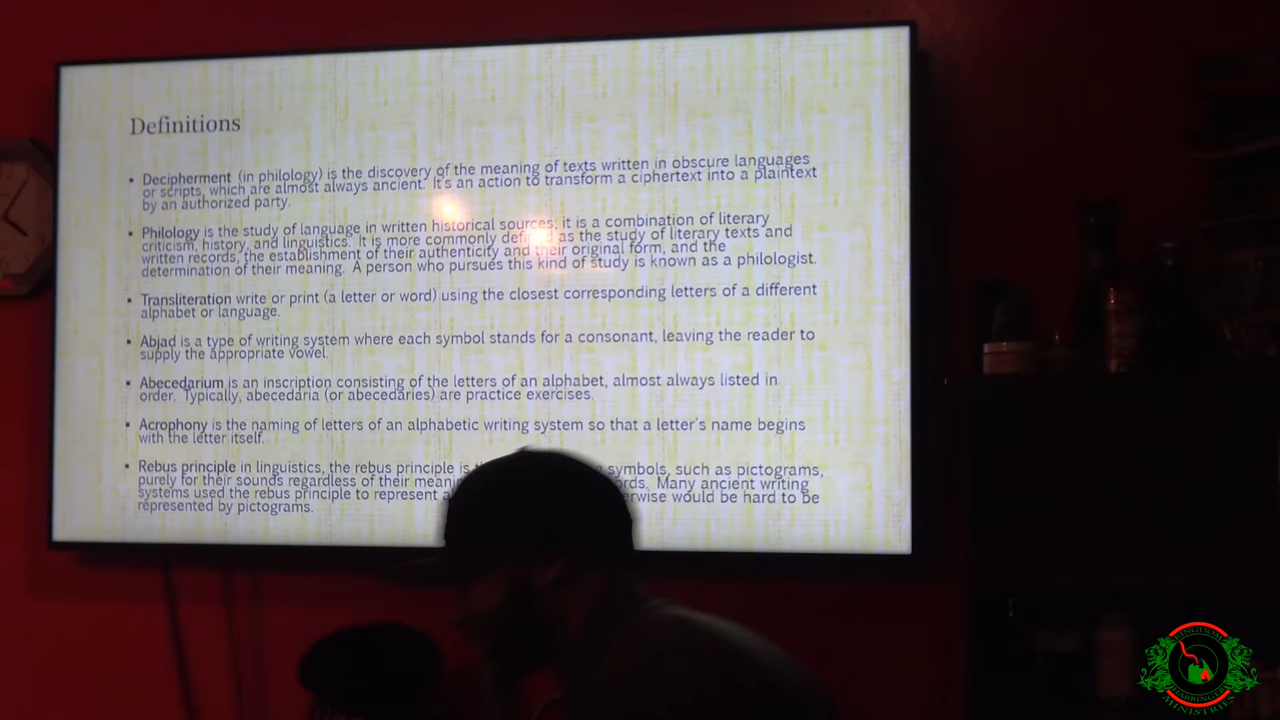 Definitions
▪ Decipherment (in philology) is the discovery of the meaning of texts written in obscure languages
or scripts, which are almost always ancient. It's an action to transform a ciphertext into a plaintext
by an authorized party.
▪ Philology is the study of language in written historical sources; it is a combination of literary
criticism, history, and linguistics. It is more commonly as the study of literary texts and
written records, the establishment of their authenticity and their original form, and the
determination of their meaning. A person who pursues this kind of study is known as a philologist.
▪ Transliteration write or print (a letter or word) using the closest corresponding letters of a different
alphabet or language.
▪ Abjad is a type of writing system where each symbol stands for a consonant, leaving the reader to
supply the appropriate vowel.
▪ Abecedarium is an inscription consisting of the letters of an alphabet, almost always listed in
order. Typically, abecedaria (or abecedaries) are practice exercises.
▪ Acrophony is the naming of letters of an alphabetic writing system so that a letter's name begins
with the letter itself.
▪ Rebus principle in linguistics, the rebus principle is symbols, such as pictograms,
purely for their sounds regardless of their Many ancient writing
systems used the rebus principle to represent would be hard to be
represented by pictograms.
KINGDOM
HARBINGER
MINISTRIES